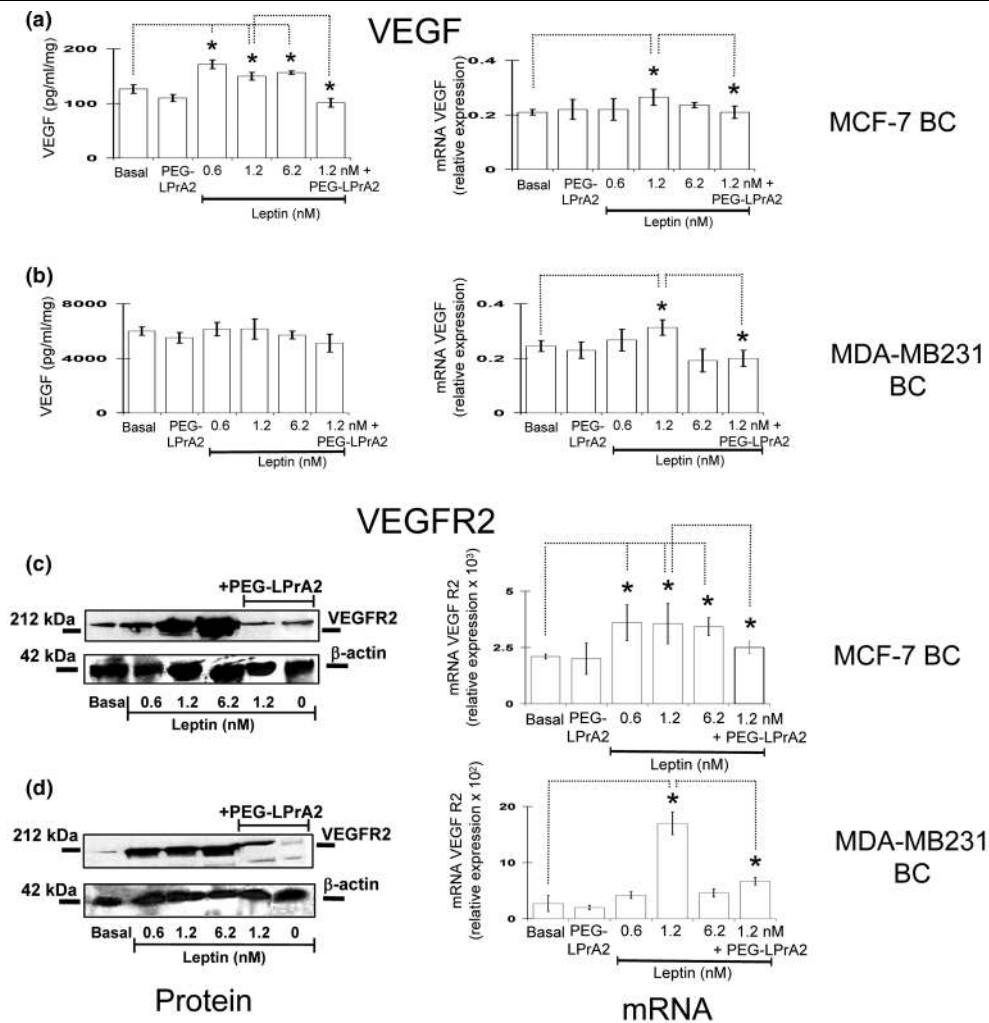 (a)
VEGF
VEGF (pg/ml/mg)
200
100
0
* * * *
Basal PEG-LPrA2 0.6 1.2 6.2 1.2 nM + PEG-LPrA2
Leptin (nM)
mRNA VEGF (relative expression)
0.4
0.2
0
* *
Basal PEG-LPrA2 0.6 1.2 6.2 1.2 nM + PEG-LPrA2
Leptin (nM)
MCF-7 BC
(b)
VEGF (pg/ml/mg)
8000
4000
0
Basal PEG-LPrA2 0.6 1.2 6.2 1.2 nM + PEG-LPrA2
Leptin (nM)
mRNA VEGF (relative expression)
0.4
0.2
0
* *
Basal PEG-LPrA2 0.6 1.2 6.2 1.2 nM + PEG-LPrA2
Leptin (nM)
MDA-MB231 BC
VEGFR2
(c)
+PEG-LPrA2
212 kDa
VEGFR2
42 kDa
β-actin
Basa 0.6 1.2 6.2 1.2 0
Leptin (nM)
mRNA VEGF R2 (relative expression x 10³)
5
2.5
0
* * * *
Basal PEG-LPrA2 0.6 1.2 6.2 1.2 nM + PEG-LPrA2
Leptin (nM)
MCF-7 BC
(d)
+PEG-LPrA2
212 kDa
VEGFR2
42 kDa
β-actin
Basal 0.6 1.2 6.2 1.2 0
Leptin (nM)
mRNA VEGF R2 (relative expression x 10²)
20
10
0
* *
Basal PEG-LPrA2 0.6 1.2 6.2 1.2 nM + PEG-LPrA2
Leptin (nM)
MDA-MB231 BC
Protein
mRNA